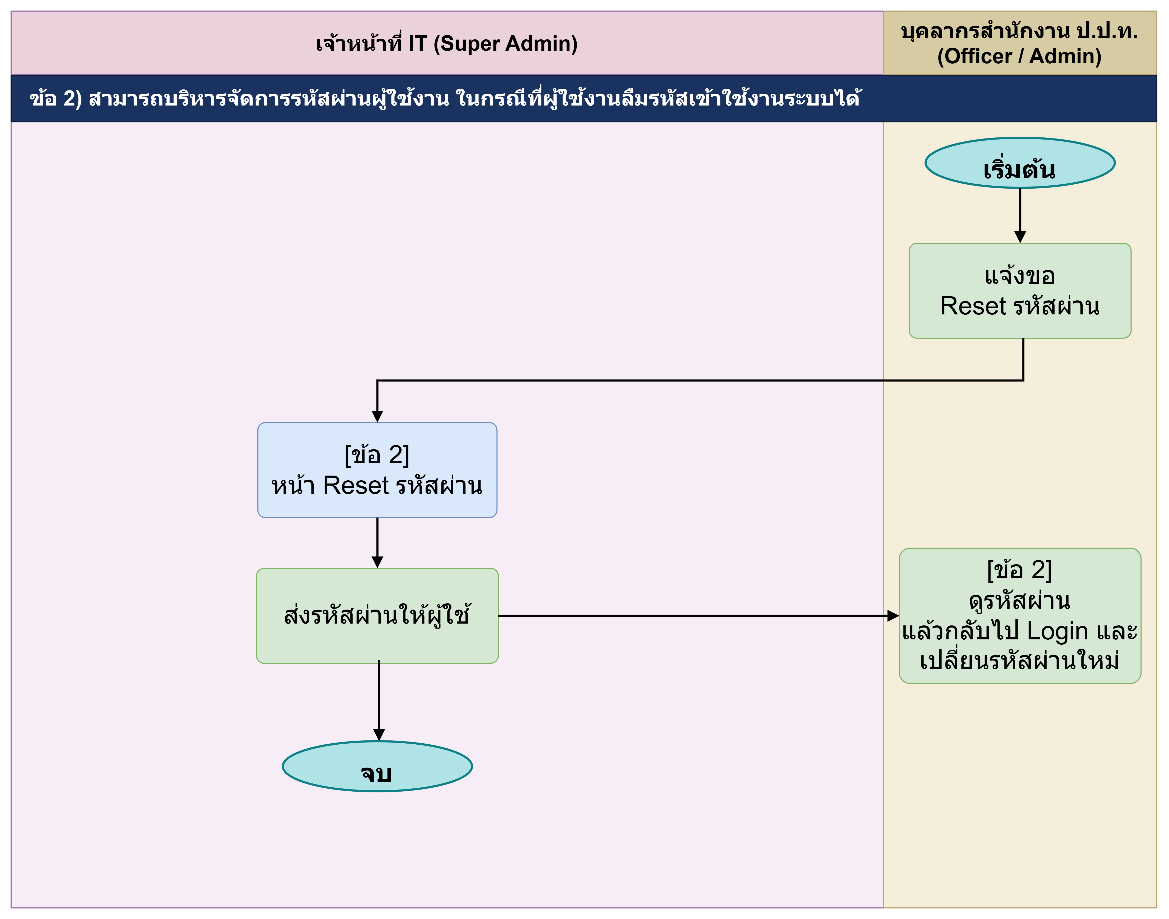 เจ้าหน้าที่ IT (Super Admin)
บุคลากรสำนักงาน ป.ป.ท.
(Officer / Admin)
ข้อ 2) สามารถบริหารจัดการรหัสผ่านผู้ใช้งาน ในกรณีที่ผู้ใช้งานลืมรหัสเข้าใช้งานระบบได้
เริ่มต้น
แจ้งขอ
Reset รหัสผ่าน
[ข้อ 2]
หน้า Reset รหัสผ่าน
ส่งรหัสผ่านให้ผู้ใช้
[ข้อ 2]
ดูรหัสผ่าน
แล้วกลับไป Login และ
เปลี่ยนรหัสผ่านใหม่
จบ